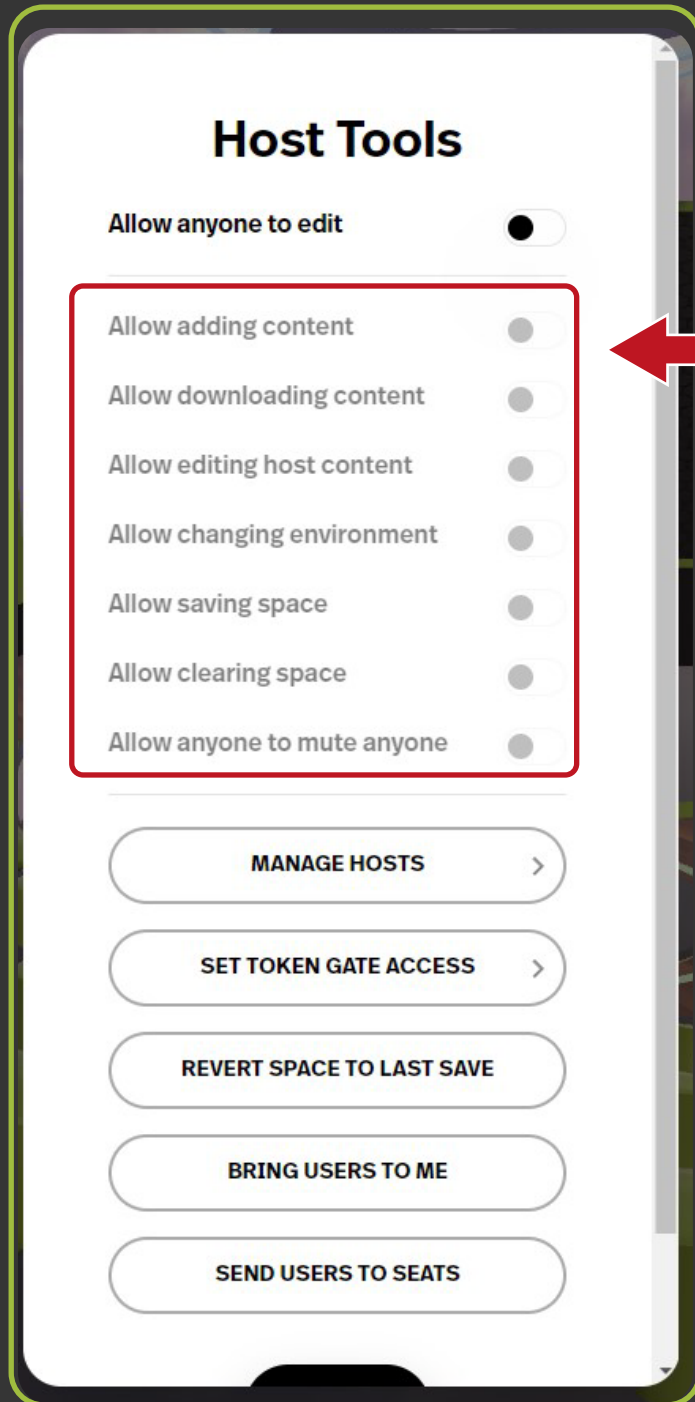 Host Tools
Allow anyone to edit
Allow adding content
Allow downloading content
Allow editing host content
Allow changing environment
Allow saving space
Allow clearing space
Allow anyone to mute anyone
MANAGE HOSTS
SET TOKEN GATE ACCESS
REVERT SPACE TO LAST SAVE
BRING USERS TO ME
SEND USERS TO SEATS